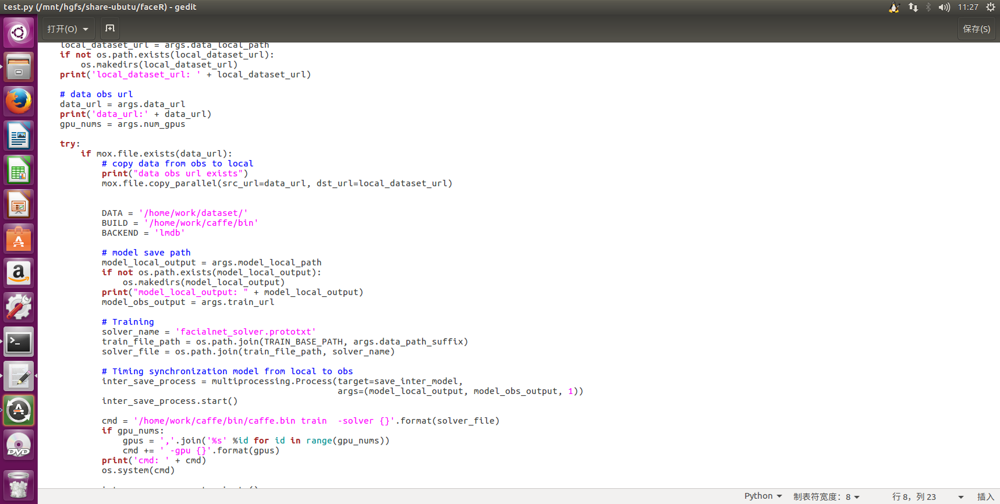 test.py (/mnt/hgfs/share-ubutu/faceR) - gedit
11:27
打开(O)
保存(S)
local_dataset_url = args.data_local_path
if not os.path.exists(local_dataset_url):
os.makedirs(local_dataset_url)
print('local_dataset_url: ' + local_dataset_url)
# data obs url
data_url = args.data_url
print('data_url:' + data_url)
gpu_nums = args.num_gpus
try:
if mox.file.exists(data_url):
# copy data from obs to local
print("data obs url exists")
mox.file.copy_parallel(src_url=data_url, dst_url=local_dataset_url)
DATA = '/home/work/dataset/'
BUILD = '/home/work/caffe/bin'
BACKEND = 'lmdb'
# model save path
model_local_output = args.model_local_path
if not os.path.exists(model_local_output):
os.makedirs(model_local_output)
print("model_local_output: " + model_local_output)
model_obs_output = args.train_url
# Training
solver_name = 'facialnet_solver.prototxt'
train_file_path = os.path.join(TRAIN_BASE_PATH, args.data_path_suffix)
solver_file = os.path.join(train_file_path, solver_name)
# Timing synchronization model from local to obs
inter_save_process = multiprocessing.Process(target=save_inter_model,
args=(model_local_output, model_obs_output, 1))
inter_save_process.start()
cmd = '/home/work/caffe/bin/caffe.bin train  -solver {}'.format(solver_file)
if gpu_nums:
gpus = ','.join('%s' %id for id in range(gpu_nums))
cmd += ' -gpu {}'.format(gpus)
print('cmd: ' + cmd)
os.system(cmd)
Python
制表符宽度：8
行 8，列 23
插入
DVD